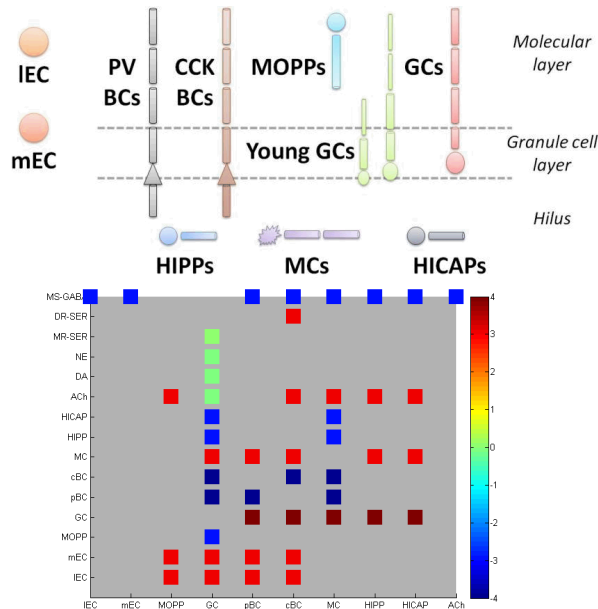 lEC
mEC
PV
BCs
CCK
BCs
MOPPs
GCs
Young GCs
Molecular
layer
Granule cell
layer
Hilus
HIPPs
MCs
HICAPs
MS-GABA
DR-SER
MR-SER
NE
DA
ACh
HICAP
HIPP
MC
cBC
pBC
GC
MOPP
mEC
lEC
lEC mEC MOPP GC pBC cBC MC HIPP HICAP ACh
4
3
2
1
0
-1
-2
-3
-4